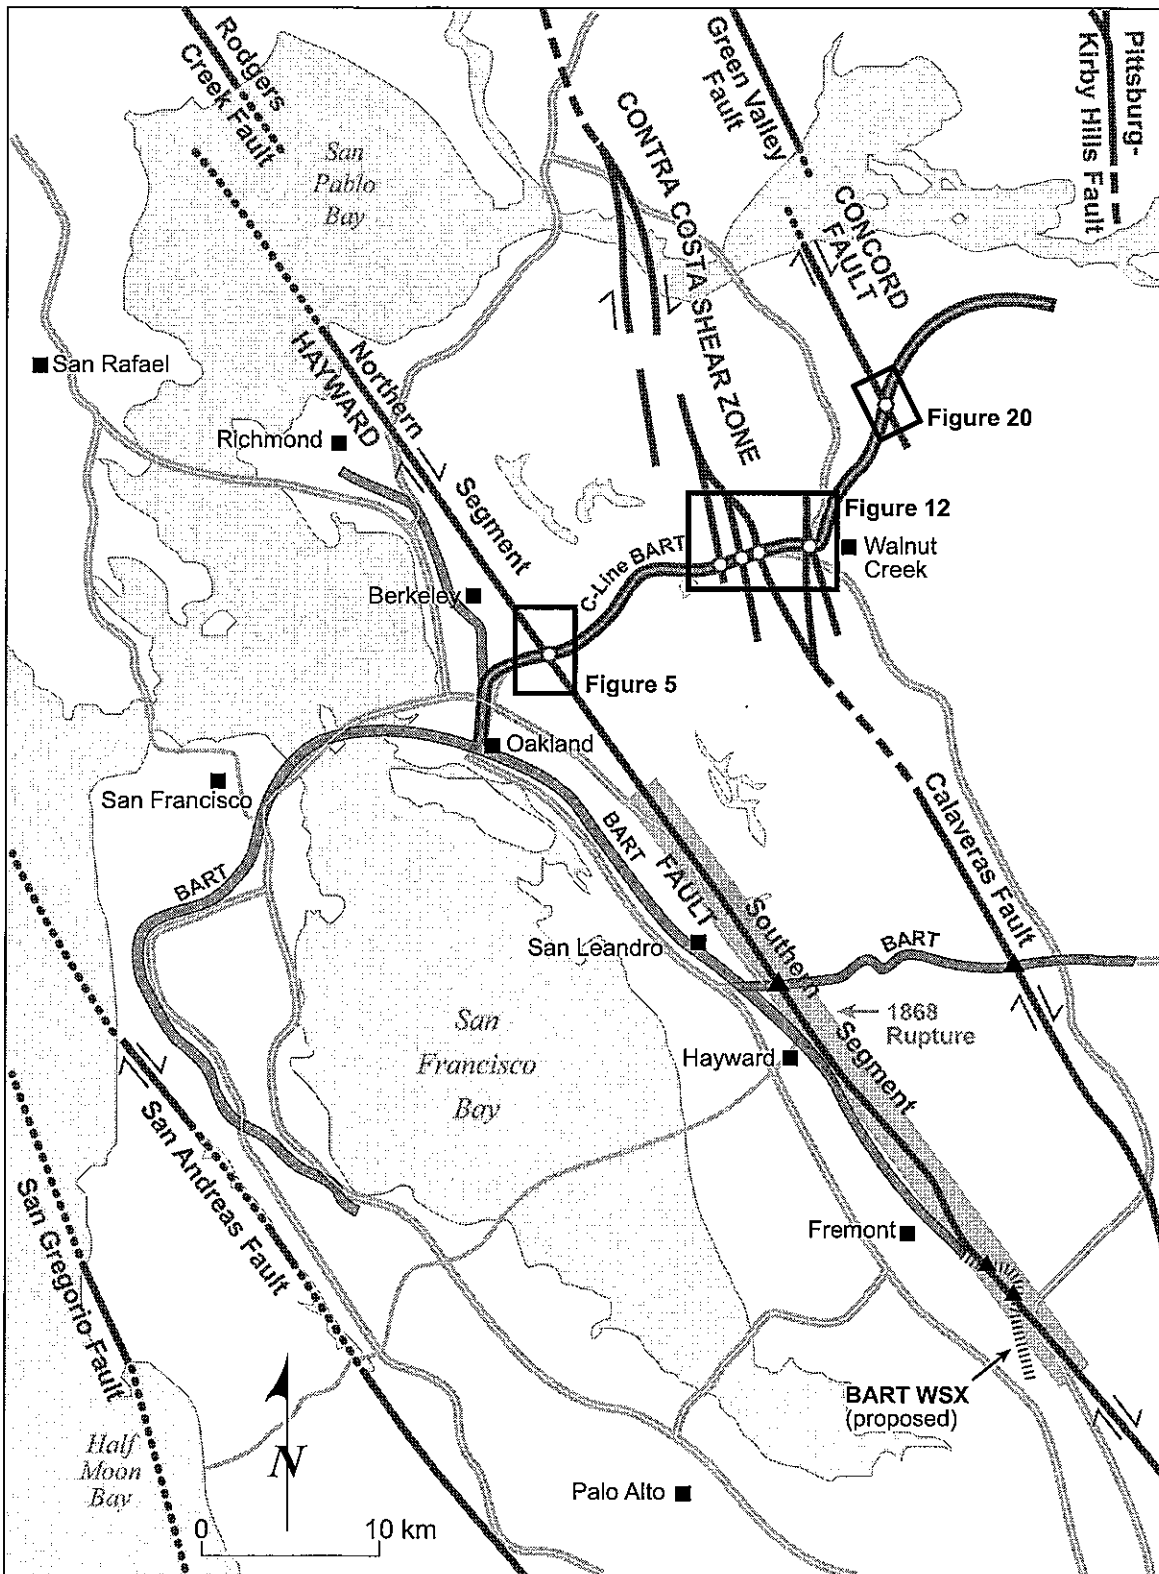 Rodgers
Creek Fault
San
Pablo
Bay
CONTRA COSTA SHEAR ZONE
Green Valley
Fault
CONCORD
FAULT
Pittsburg-
Kirby Hills Fault
San Rafael
Richmond
Northern
Segment
HAYWARD
Figure 20
Figure 12
Walnut
Creek
C-Line BART
Berkeley
Figure 5
Oakland
San Francisco
BART
BART
FAULT
Southern
Segment
San Leandro
BART
Calaveras Fault
1868
Rupture
San
Francisco
Bay
Hayward
San Andreas Fault
San Gregorio Fault
Fremont
BART WSX
(proposed)
Half
Moon
Bay
N
Palo Alto
0 10 km